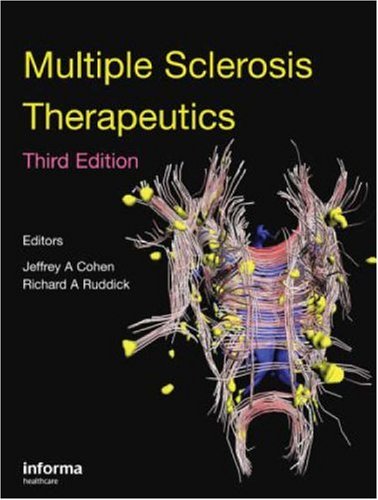 Multiple Sclerosis
Therapeutics
Third Edition
Editors
Jeffrey A Cohen
Richard A Ruddick
informa
healthcare